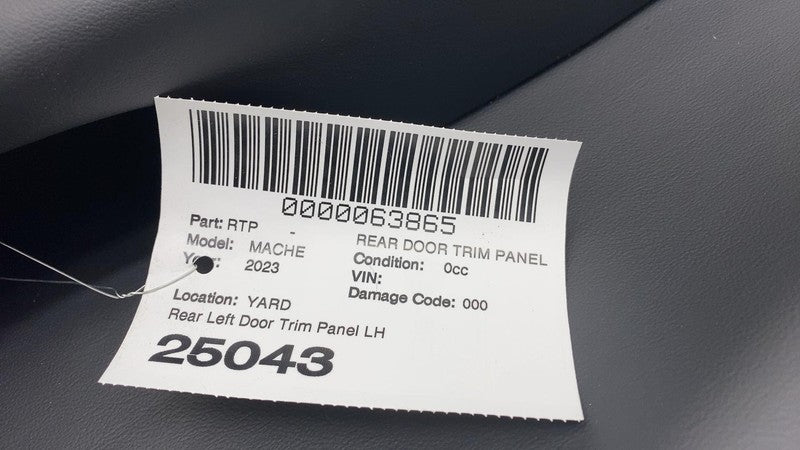 0000063865
Part: RTP - REAR DOOR TRIM PANEL
Model: MACHE Condition: 0cc
Year: 2023 VIN:
Damage Code: 000
Location: YARD
Rear Left Door Trim Panel LH
25043